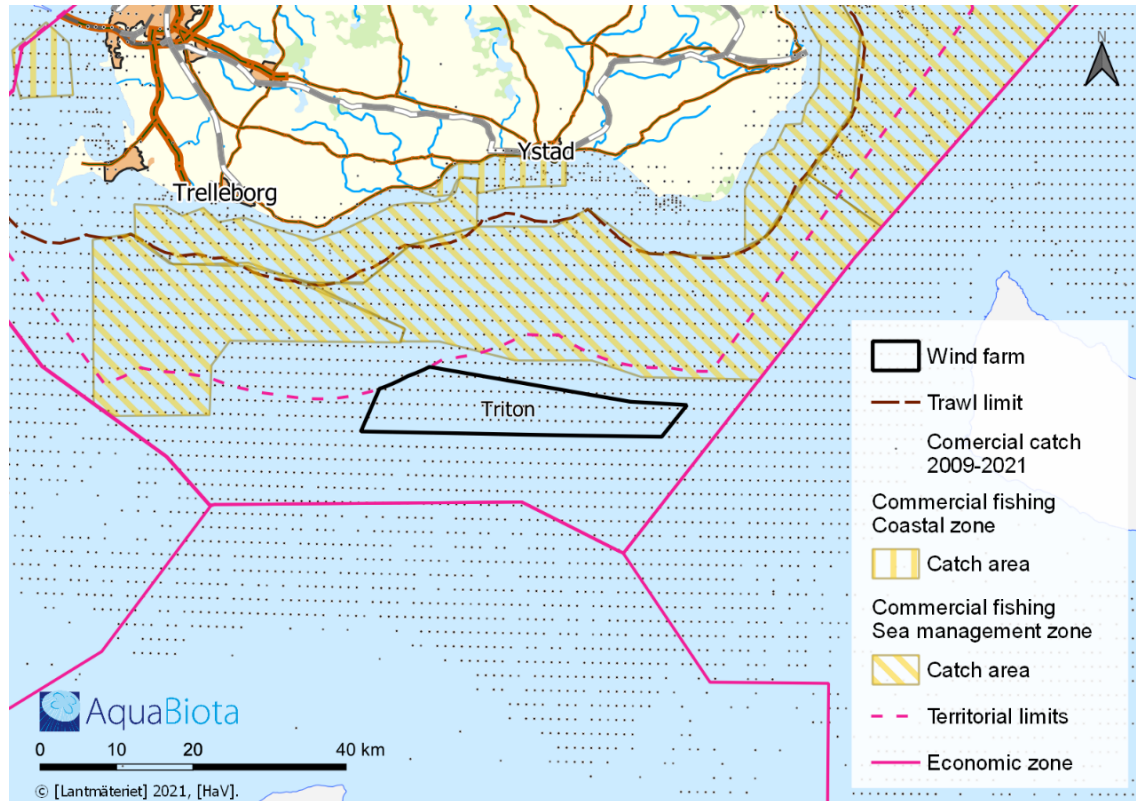 N
Ystad
Trelleborg
Triton
Wind farm
Trawl limit
Comercial catch
2009-2021
Commercial fishing
Coastal zone
Catch area
Commercial fishing
Sea management zone
Catch area
Territorial limits
Economic zone
AquaBiota
0 10 20 40 km
© [Lantmäteriet] 2021, [HaV].